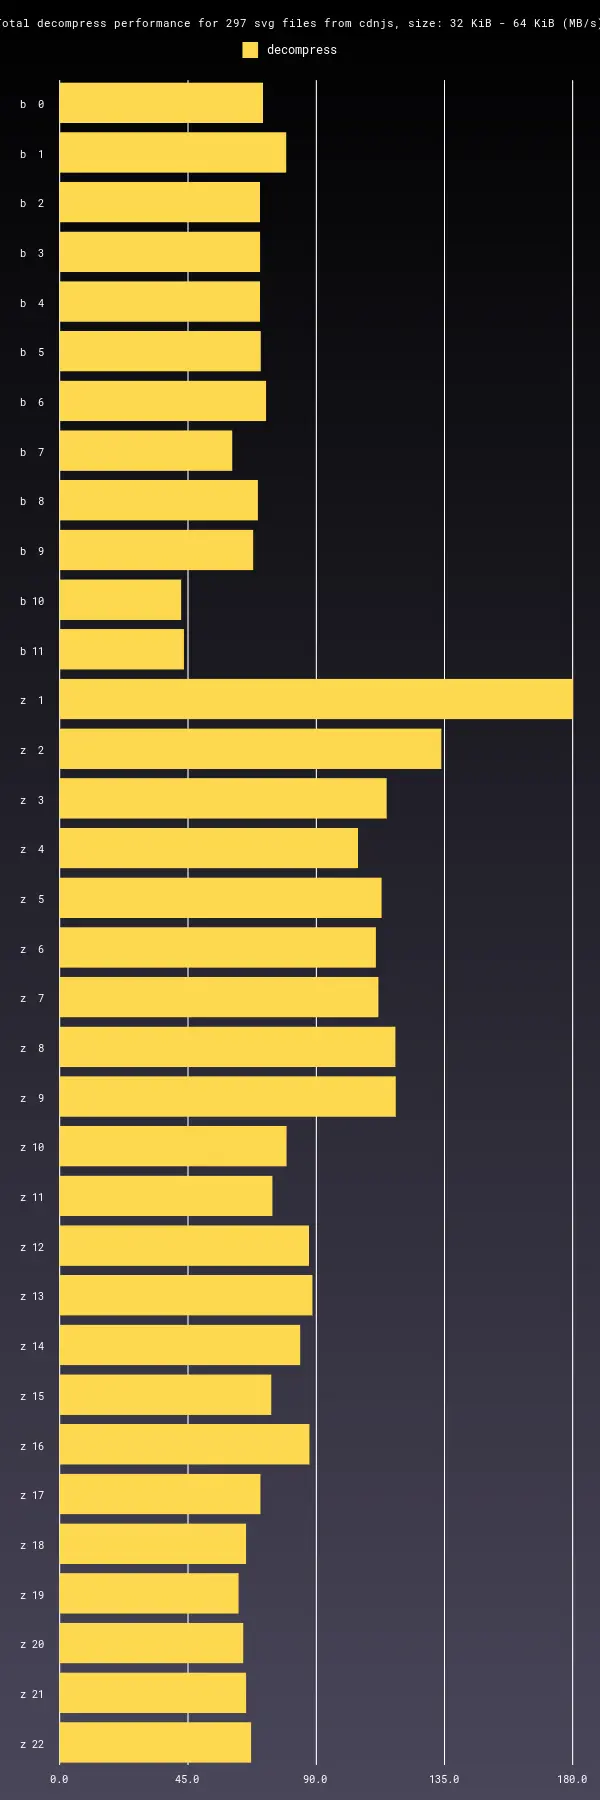 Total decompress performance for 297 svg files from cdnjs, size: 32 KiB - 64 KiB (MB/s)
decompress
b 0
b 1
b 2
b 3
b 4
b 5
b 6
b 7
b 8
b 9
b 10
b 11
z 1
z 2
z 3
z 4
z 5
z 6
z 7
z 8
z 9
z 10
z 11
z 12
z 13
z 14
z 15
z 16
z 17
z 18
z 19
z 20
z 21
z 22
0.0 45.0 90.0 135.0 180.0